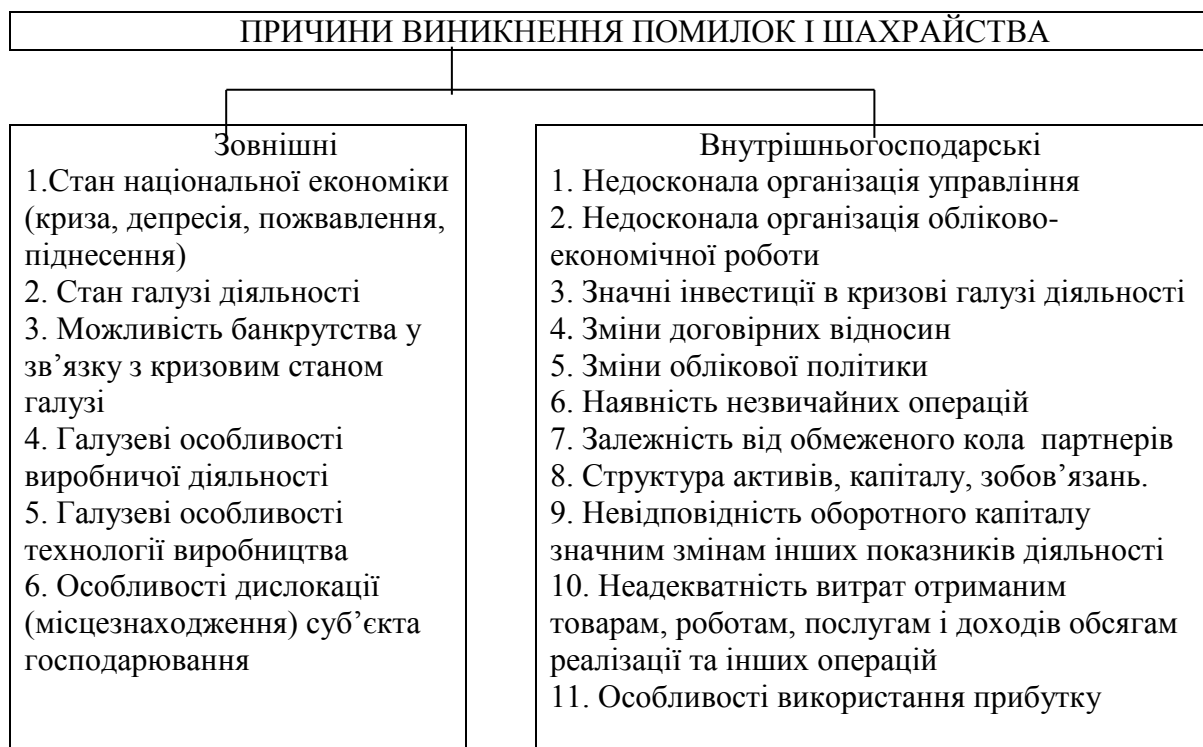 ПРИЧИНИ ВИНИКНЕННЯ ПОМИЛОК І ШАХРАЙСТВА
Зовнішні
1.Стан національної економіки
(криза, депресія, пожвавлення,
піднесення)
2. Стан галузі діяльності
3. Можливість банкрутства у
зв’язку з кризовим станом
галузі
4. Галузеві особливості
виробничої діяльності
5. Галузеві особливості
технології виробництва
6. Особливості дислокації
(місцезнаходження) суб’єкта
господарювання
Внутрішньогосподарські
1. Недосконала організація управління
2. Недосконала організація обліково-
економічної роботи
3. Значні інвестиції в кризові галузі діяльності
4. Зміни договірних відносин
5. Зміни облікової політики
6. Наявність незвичайних операцій
7. Залежність від обмеженого кола партнерів
8. Структура активів, капіталу, зобов’язань.
9. Невідповідність оборотного капіталу
значним змінам інших показників діяльності
10. Неадекватність витрат отриманим
товарам, роботам, послугам і доходів обсягам
реалізації та інших операцій
11. Особливості використання прибутку